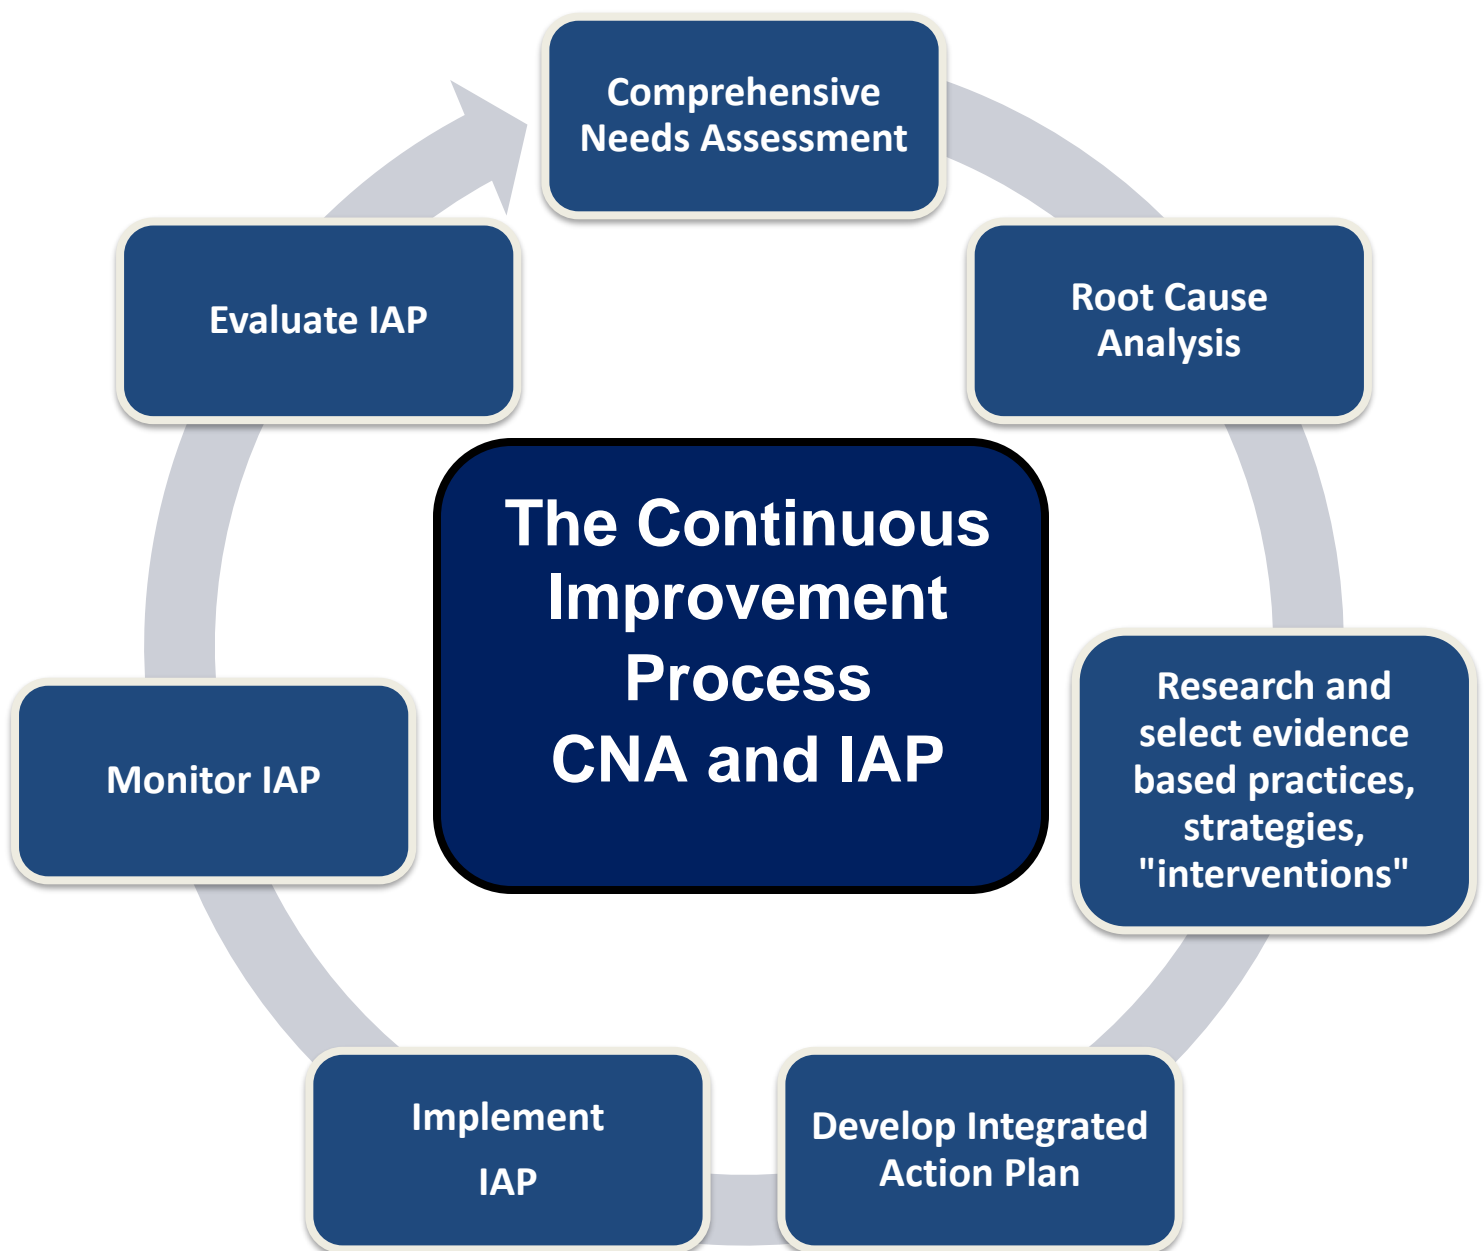 Comprehensive
Needs Assessment
Root Cause
Analysis
Research and
select evidence
based practices,
strategies,
"interventions"
Develop Integrated
Action Plan
Implement
IAP
Monitor IAP
Evaluate IAP
The Continuous
Improvement
Process
CNA and IAP